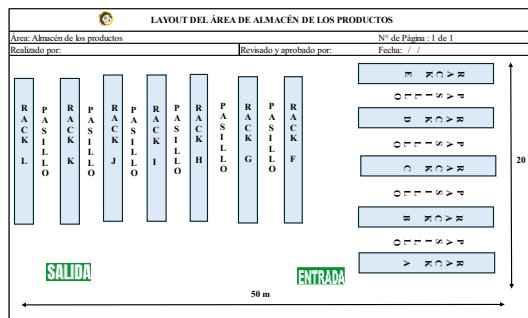 LAYOUT DEL ÁREA DE ALMACÉN DE LOS PRODUCTOS
Área: Almacén de los productos
N° de Página : 1 de 1
Realizado por:
Revisado y aprobado por:
Fecha: / /
RACK L
PASILLO
RACK K
PASILLO
RACK J
PASILLO
RACK I
PASILLO
RACK H
PASILLO
RACK G
PASILLO
RACK F
RACK E
PASILLO
RACK D
PASILLO
RACK C
PASILLO
RACK B
PASILLO
RACK A
20
SALIDA
ENTRADA
50 m